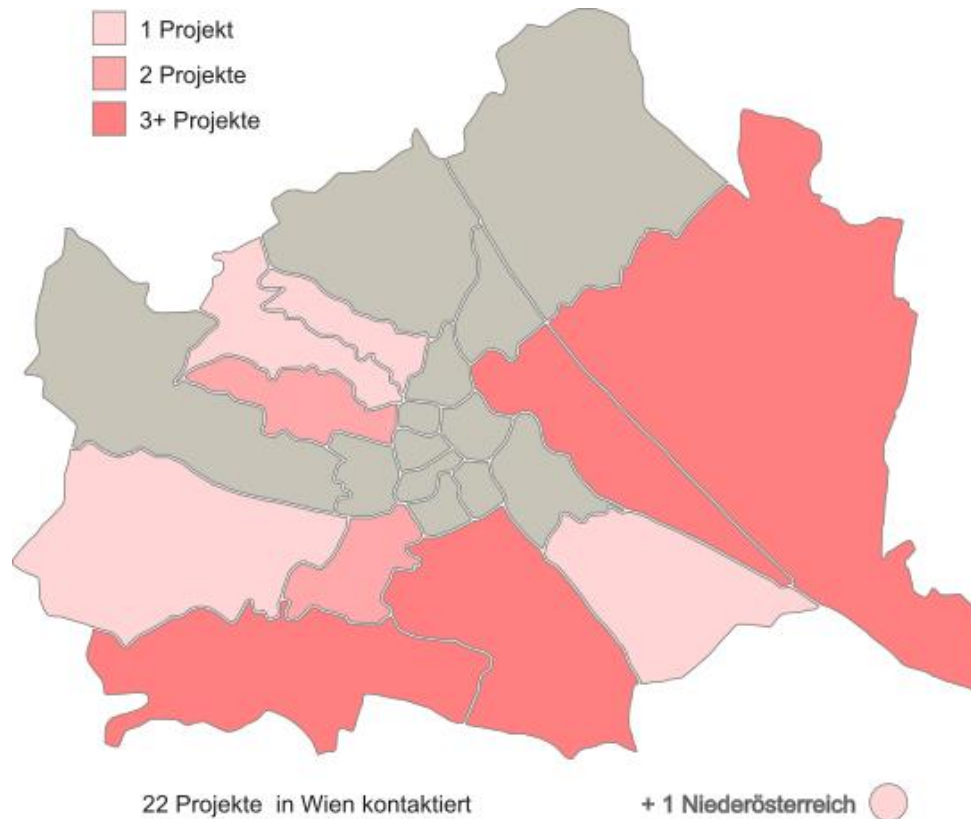 1 Projekt
2 Projekte
3+ Projekte
22 Projekte in Wien kontaktiert
+ 1 Niederösterreich